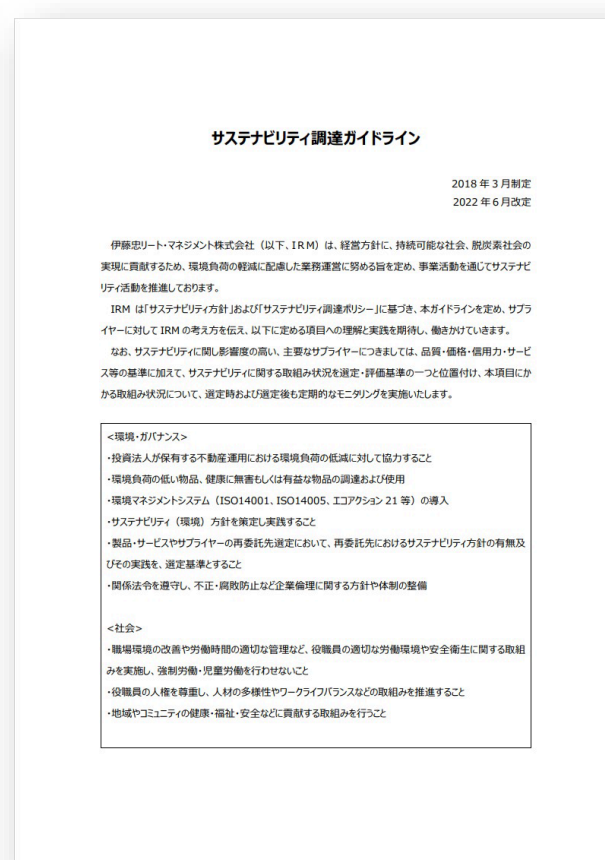 サステナビリティ調達ガイドライン
2018 年 3 月制定
2022 年 6 月改定
伊藤忠リート・マネジメント株式会社（以下、IRM）は、経営方針に、持続可能な社会、脱炭素社会の
実現に貢献するため、環境負荷の軽減に配慮した業務運営に努める旨を定め、事業活動を通じてサステナビ
リティ活動を推進しております。
IRM は「サステナビリティ方針」および「サステナビリティ調達ポリシー」に基づき、本ガイドラインを定め、サプラ
イヤーに対して IRM の考え方を伝え、以下に定める項目への理解と実践を期待し、働きかけていきます。
なお、サステナビリティに関し影響度の高い、主要なサプライヤーにつきましては、品質・価格・信用力・サービ
ス等の基準に加えて、サステナビリティに関する取組み状況を選定・評価基準の一つと位置付け、本項目にか
かる取組み状況について、選定時および選定後も定期的なモニタリングを実施いたします。
<環境・ガバナンス>
・投資法人が保有する不動産運用における環境負荷の低減に対して協力すること
・環境負荷の低い物品、健康に無害もしくは有益な物品の調達および使用
・環境マネジメントシステム（ISO14001、ISO14005、エコアクション 21 等）の導入
・サステナビリティ（環境）方針を策定し実践すること
・製品・サービスやサプライヤーの再委託先選定において、再委託先におけるサステナビリティ方針の有無及
びその実践を、選定基準とすること
・関係法令を遵守し、不正・腐敗防止など企業倫理に関する方針や体制の整備
<社会>
・職場環境の改善や労働時間の適切な管理など、役職員の適切な労働環境や安全衛生に関する取組
みを実施し、強制労働・児童労働を行わせないこと
・役職員の人権を尊重し、人材の多様性やワークライフバランスなどの取組みを推進すること
・地域やコミュニティの健康・福祉・安全などに貢献する取組みを行うこと